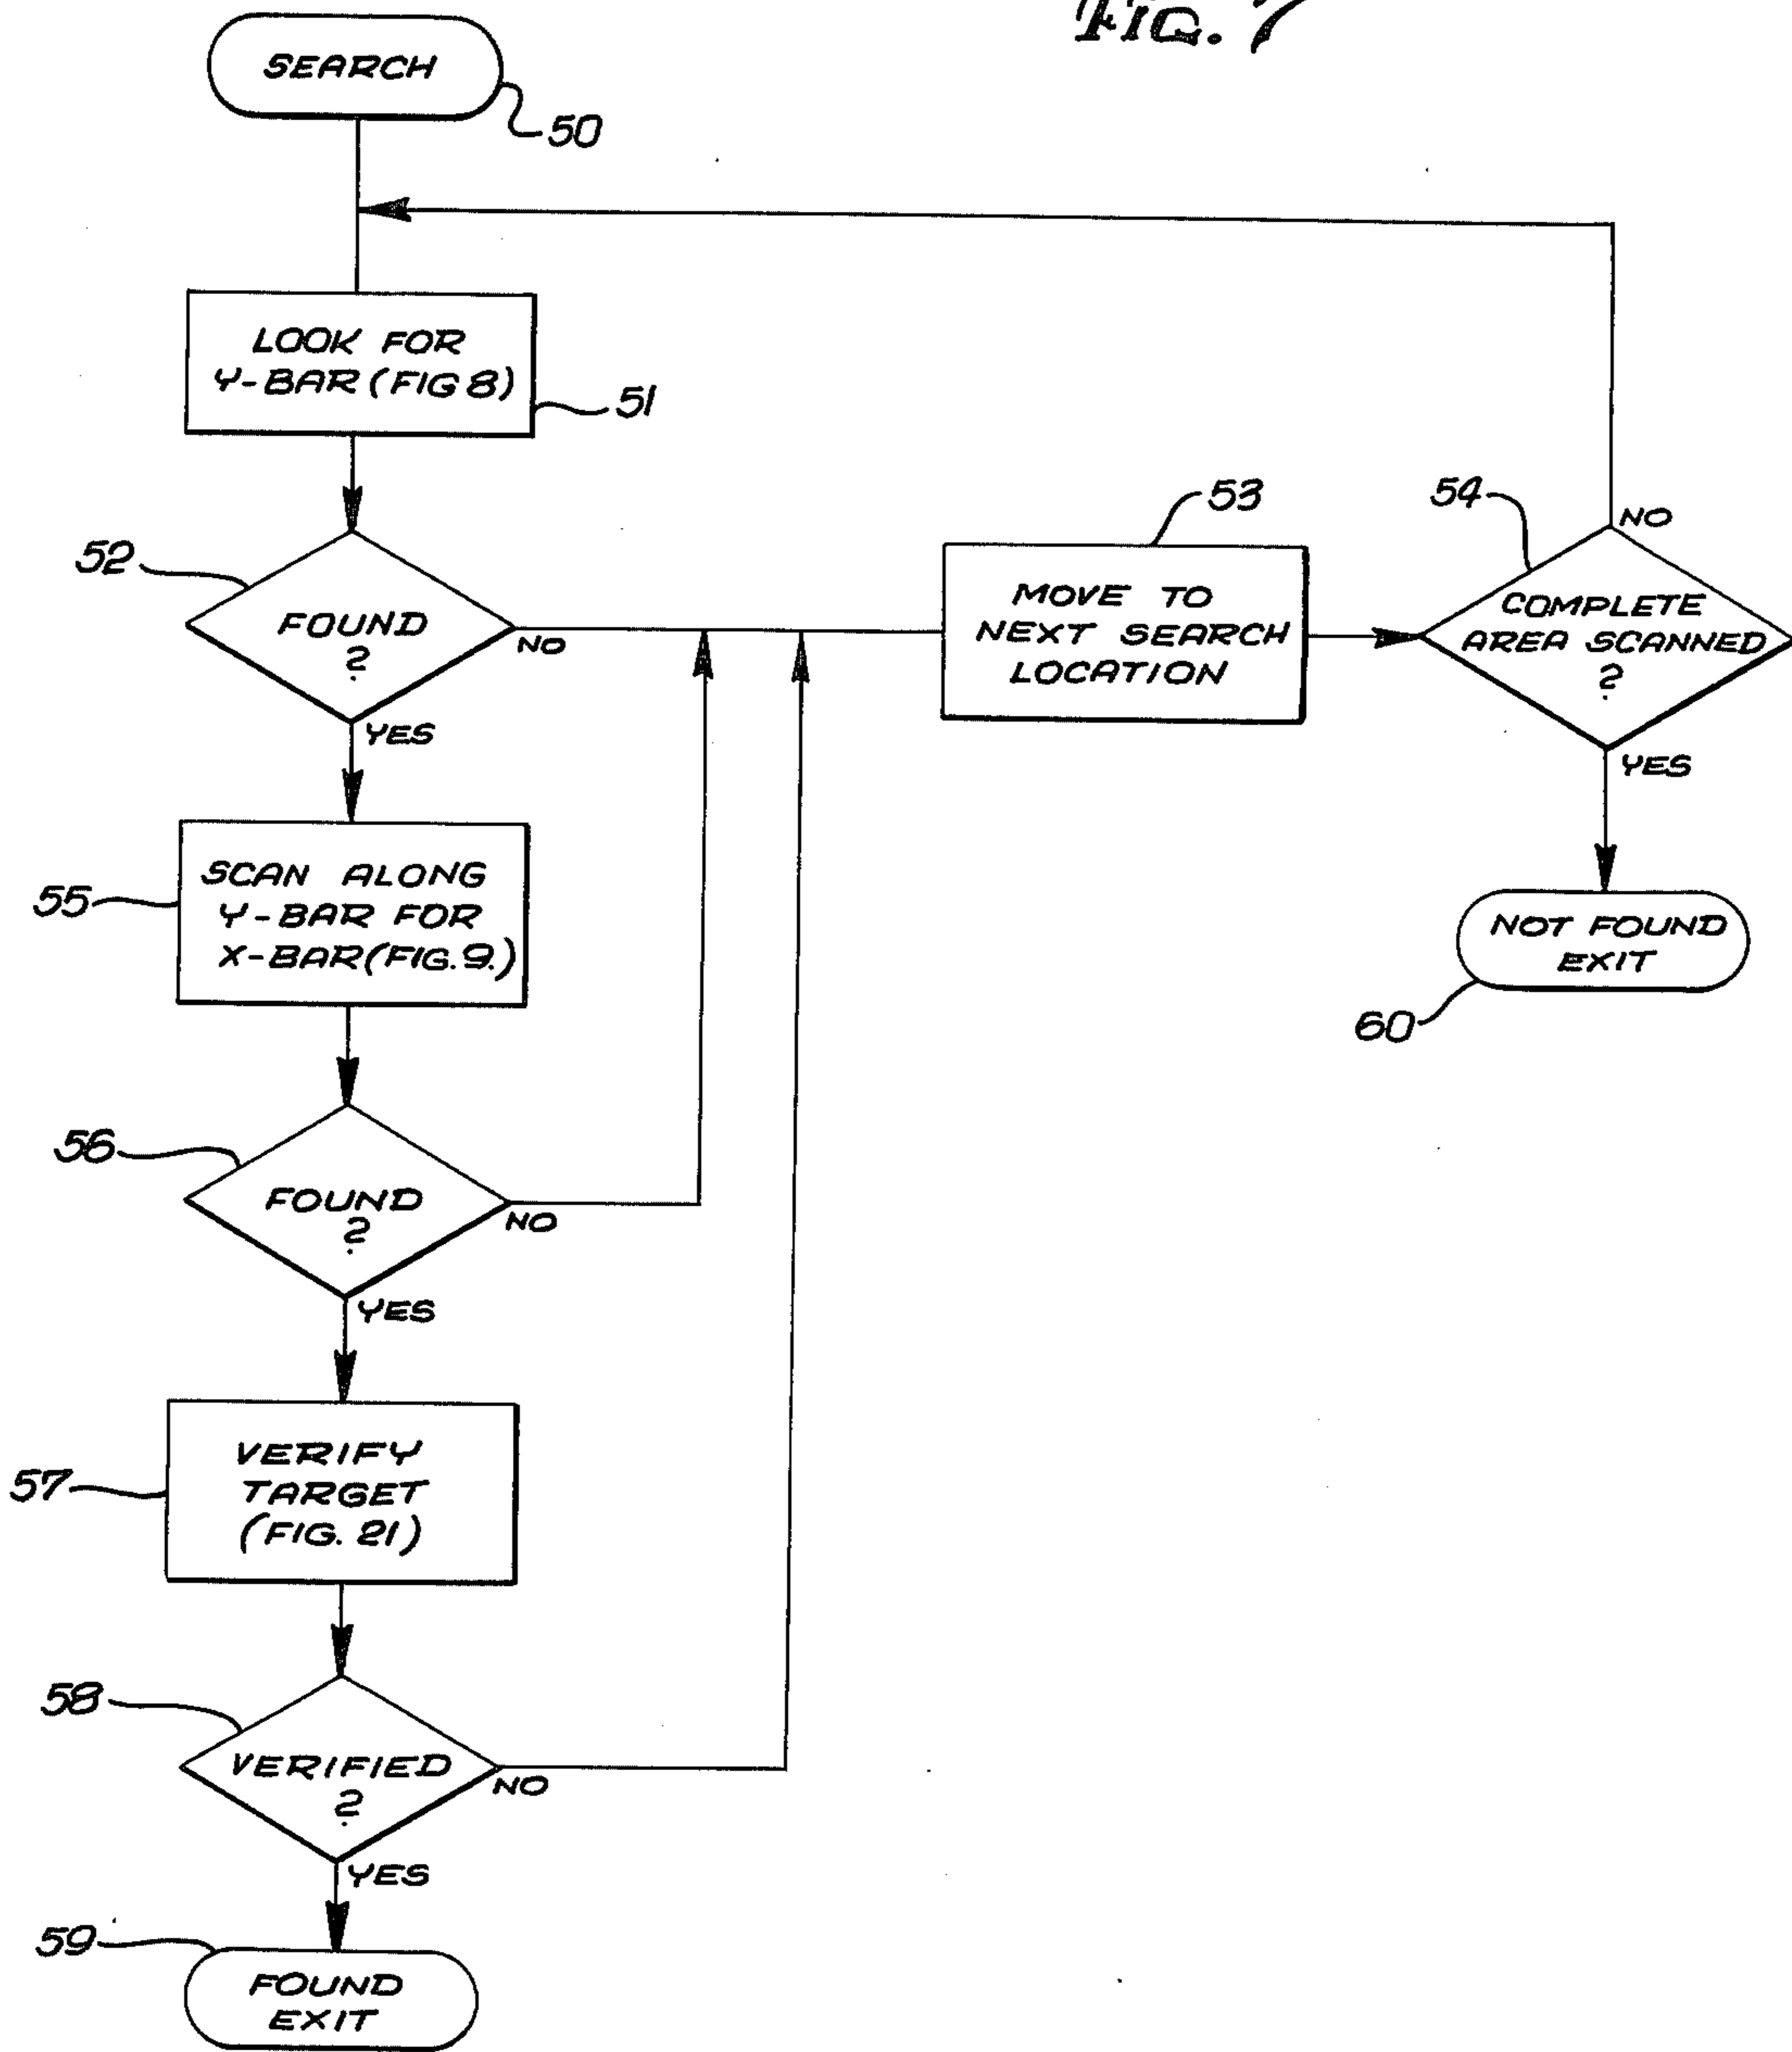 FIG. 7
SEARCH
50
LOOK FOR
Y-BAR (FIG 8)
51
52
FOUND
?
NO
YES
53
MOVE TO
NEXT SEARCH
LOCATION
54
NO
COMPLETE
AREA SCANNED
?
YES
NOT FOUND
EXIT
60
55
SCAN ALONG
Y-BAR FOR
X-BAR (FIG. 9.)
56
FOUND
?
NO
YES
57
VERIFY
TARGET
(FIG. 21)
58
VERIFIED
?
NO
YES
59
FOUND
EXIT